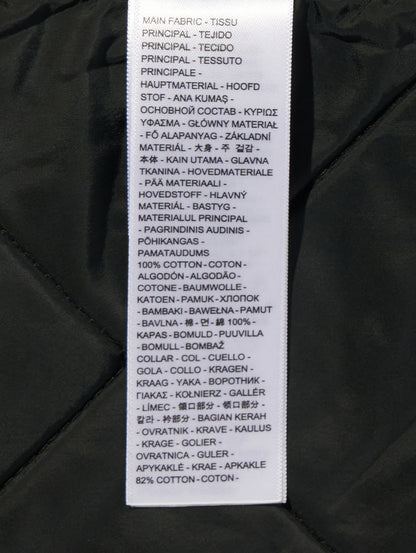 MAIN FABRIC - TISSU
PRINCIPAL - TEJIDO
PRINCIPAL - TECIDO
PRINCIPAL - TESSUTO
PRINCIPALE -
HAUPTMATERIAL - HOOFD
STOF - ANA KUMAŞ -
ОСНОВНОЙ СОСТАВ - ΚΥΡΙΩΣ
ΥΦΑΣΜΑ - GŁÓWNY MATERIAŁ
- FŐ ALAPANYAG - ZÁKLADNÍ
MATERIÁL - 大身 - 주 겉감 -
本体 - KAIN UTAMA - GLAVNA
TKANINA - HOVEDMATERIALE
- PÄÄ MATERIAALI -
HOVEDSTOFF - HLAVNÝ
MATERIÁL - BASTYG -
MATERIALUL PRINCIPAL
- PAGRINDINIS AUDINIS -
PÕHIKANGAS -
PAMATAUDUMS
100% COTTON - COTON -
ALGODÓN - ALGODÃO -
COTONE - BAUMWOLLE -
KATOEN - PAMUK - ХЛОПОК
- ΒΑΜΒΑΚΙ - BAWEŁNA - PAMUT
- BAVLNA - 棉 - 면 - 綿 100% -
KAPAS - BOMULD - PUUVILLA
- BOMULL - BOMBAŽ
COLLAR - COL - CUELLO -
GOLA - COLLO - KRAGEN -
KRAAG - YAKA - ВОРОТНИК -
ΓΙΑΚΑΣ - KOŁNIERZ - GALLÉR
- LÍMEC - 領口部分 - 领口部分 -
칼라 - 衿部分 - BAGIAN KERAH
- OVRATNIK - KRAVE - KAULUS
- KRAGE - GOLIER -
OVRATNICA - GULER -
APYKAKLĖ - KRAE - APKAKLE
82% COTTON - COTON -